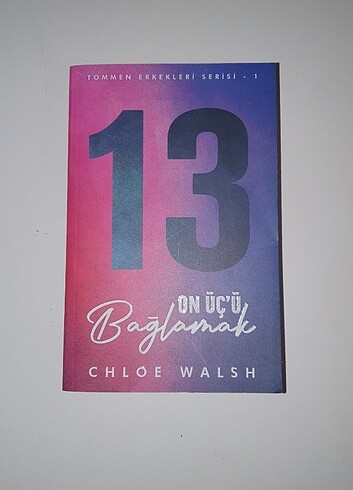 TOMMEN ERKEKLERİ SERİSİ - 1
13
ON ÜÇ'Ü
Bağlamak
CHLOE WALSH